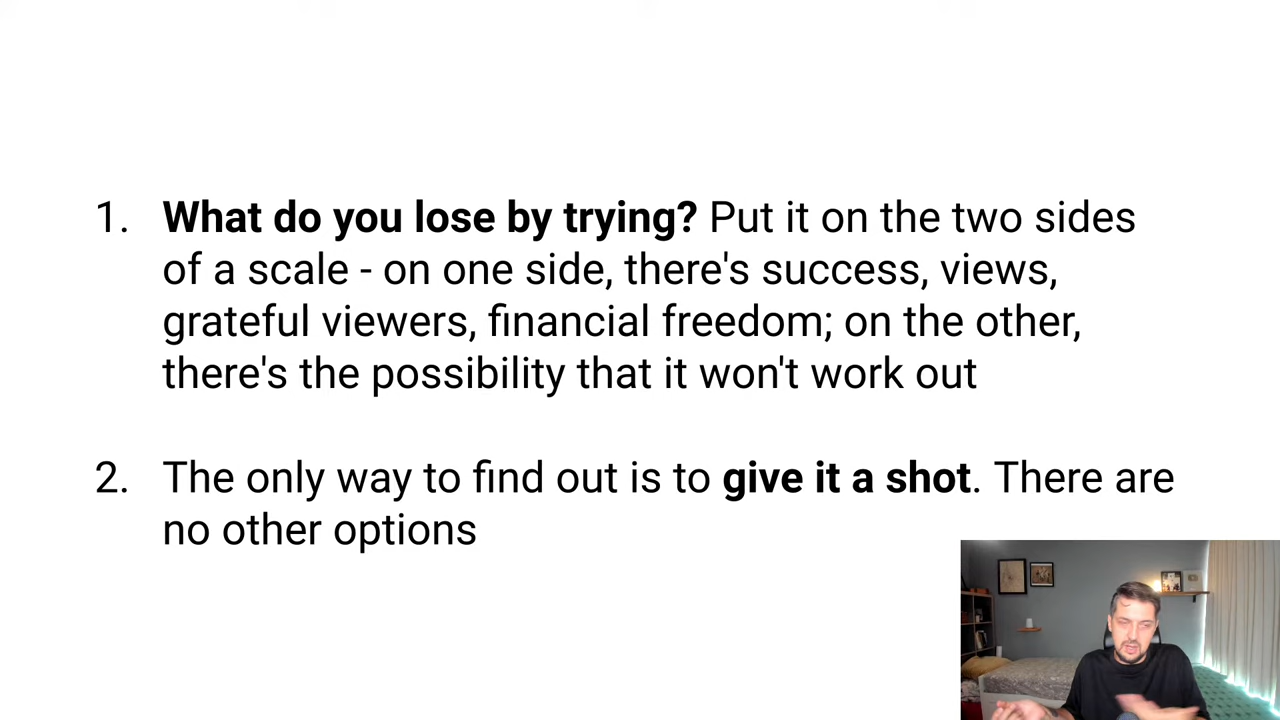 1. What do you lose by trying? Put it on the two sides
of a scale - on one side, there's success, views,
grateful viewers, financial freedom; on the other,
there's the possibility that it won't work out
2. The only way to find out is to give it a shot. There are
no other options